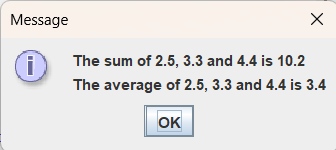 Message
The sum of 2.5, 3.3 and 4.4 is 10.2
The average of 2.5, 3.3 and 4.4 is 3.4
OK